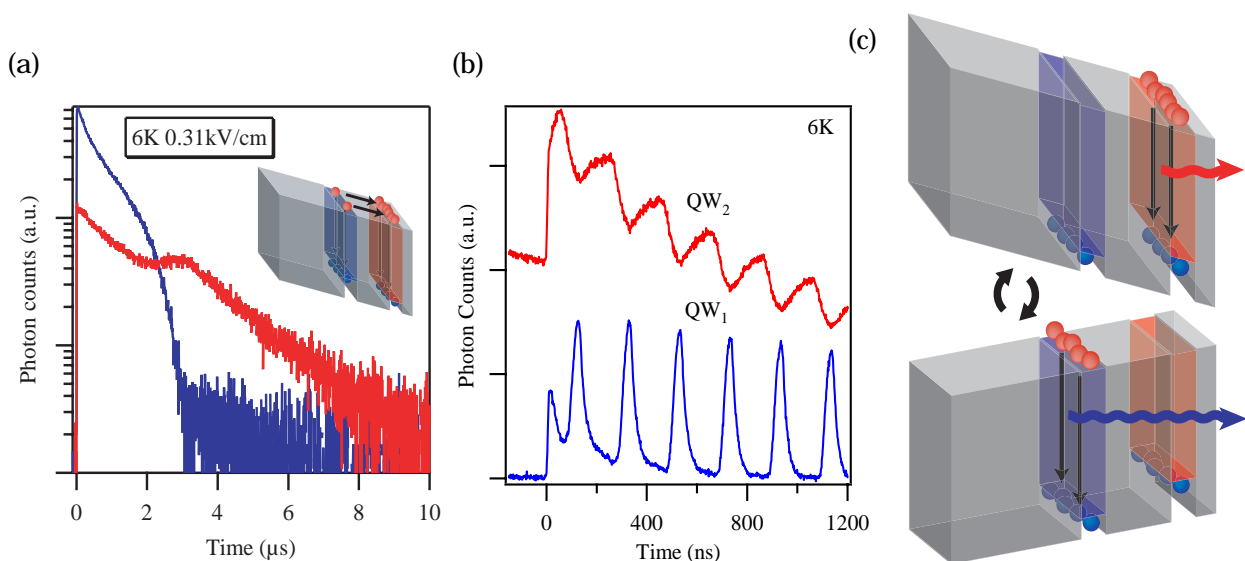 (a)
6K 0.31kV/cm
Photon counts (a.u.)
0 2 4 6 8 10
Time (µs)
(b)
6K
QW2
QW1
Photon Counts (a.u.)
0 400 800 1200
Time (ns)
(c)